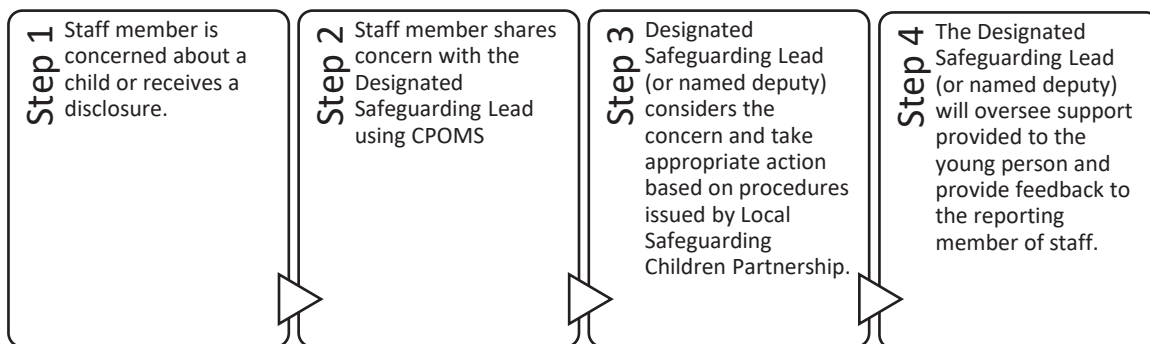 Step 1
Staff member is
concerned about a
child or receives a
disclosure.
Step 2
Staff member shares
concern with the
Designated
Safeguarding Lead
using CPOMS
Step 3
Designated
Safeguarding Lead
(or named deputy)
considers the
concern and take
appropriate action
based on procedures
issued by Local
Safeguarding
Children Partnership.
Step 4
The Designated
Safeguarding Lead
(or named deputy)
will oversee support
provided to the
young person and
provide feedback to
the reporting
member of staff.